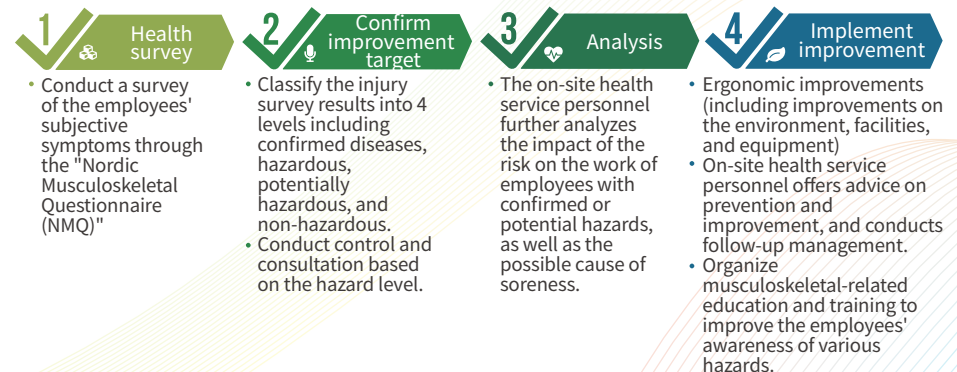 1
Health
survey
• Conduct a survey
of the employees'
subjective
symptoms through
the "Nordic
Musculoskeletal
Questionnaire
(NMQ)"
2
Confirm
improvement
target
• Classify the injury
survey results into 4
levels including
confirmed diseases,
hazardous,
potentially
hazardous, and
non-hazardous.
• Conduct control and
consultation based
on the hazard level.
3
Analysis
• The on-site health
service personnel
further analyzes
the impact of the
risk on the work of
employees with
confirmed or
potential hazards,
as well as the
possible cause of
soreness.
4
Implement
improvement
• Ergonomic improvements
(including improvements on
the environment, facilities,
and equipment)
• On-site health service
personnel offers advice on
prevention and
improvement, and conducts
follow-up management.
• Organize
musculoskeletal-related
education and training to
improve the employees'
awareness of various
hazards.